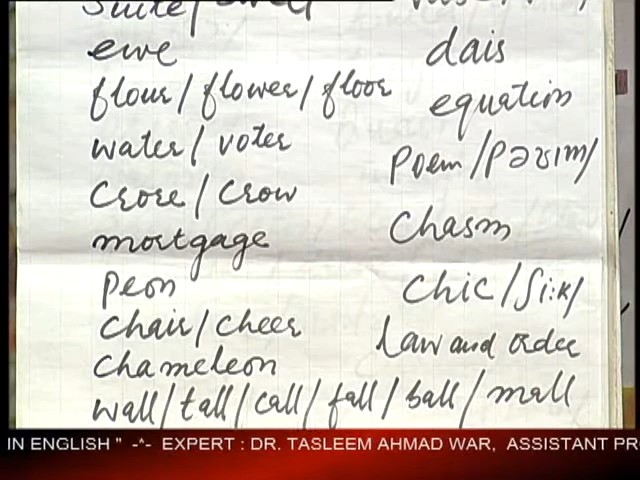 ewe dais
flour/flower/floor equation
water/voter poem/pəʊɪm/
crore/crow chasm
mortgage chic/ʃi:k/
peon Law and order
chair/cheer
chameleon
wall/tall/call/fall/ball/mall
IN ENGLISH " -*- EXPERT : DR. TASLEEM AHMAD WAR, ASSISTANT PR